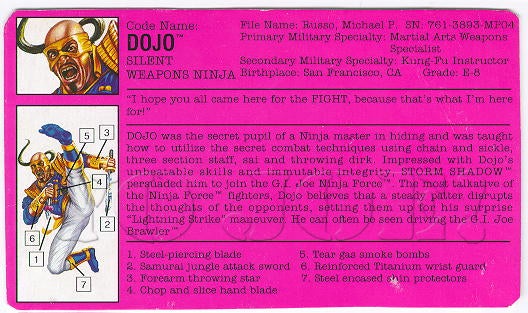 Code Name:
DOJO™
SILENT
WEAPONS NINJA
File Name: Russo, Michael P. SN: 761-3893-MP04
Primary Military Specialty: Martial Arts Weapons
Specialist
Secondary Military Specialty: Kung-Fu Instructor
Birthplace: San Francisco, CA Grade: E-8
"I hope you all came here for the FIGHT, because that's what I'm here
for!"
DOJO was the secret pupil of a Ninja master in hiding and was taught
how to utilize the secret combat techniques using chain and sickle,
three section staff, sai and throwing dirk. Impressed with Dojo's
unbeatable skills and immutable integrity, STORM SHADOW™
persuaded him to join the G.I. Joe Ninja Force™. The most talkative of
the Ninja Force™ fighters, Dojo believes that a steady patter disrupts
the thoughts of the opponents, setting them up for his surprise
"Lightning Strike" maneuver. He can often be seen driving the G.I. Joe
Brawler™
5
3
4
6
1
2
7
1. Steel-piercing blade
2. Samurai jungle attack sword
3. Forearm throwing star
4. Chop and slice hand blade
5. Tear gas smoke bombs
6. Reinforced Titanium wrist guard
7. Steel encased shin protectors